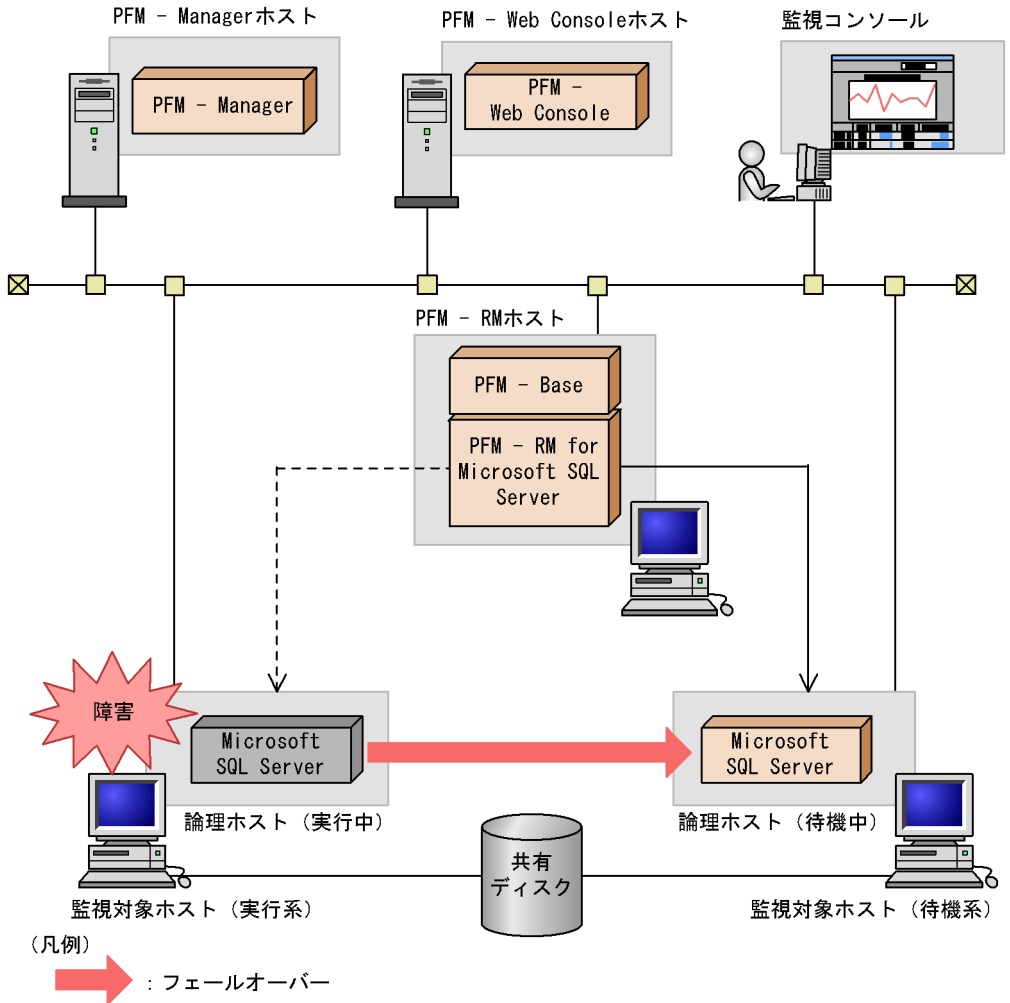 PFM - Managerホスト
PFM - Web Consoleホスト
監視コンソール
PFM - Manager
PFM -
Web Console
PFM - RMホスト
PFM - Base
PFM - RM for
Microsoft SQL
Server
障害
Microsoft
SQL Server
Microsoft
SQL Server
論理ホスト（実行中）
論理ホスト（待機中）
共有
ディスク
監視対象ホスト（実行系）
監視対象ホスト（待機系）
（凡例）
：フェールオーバー